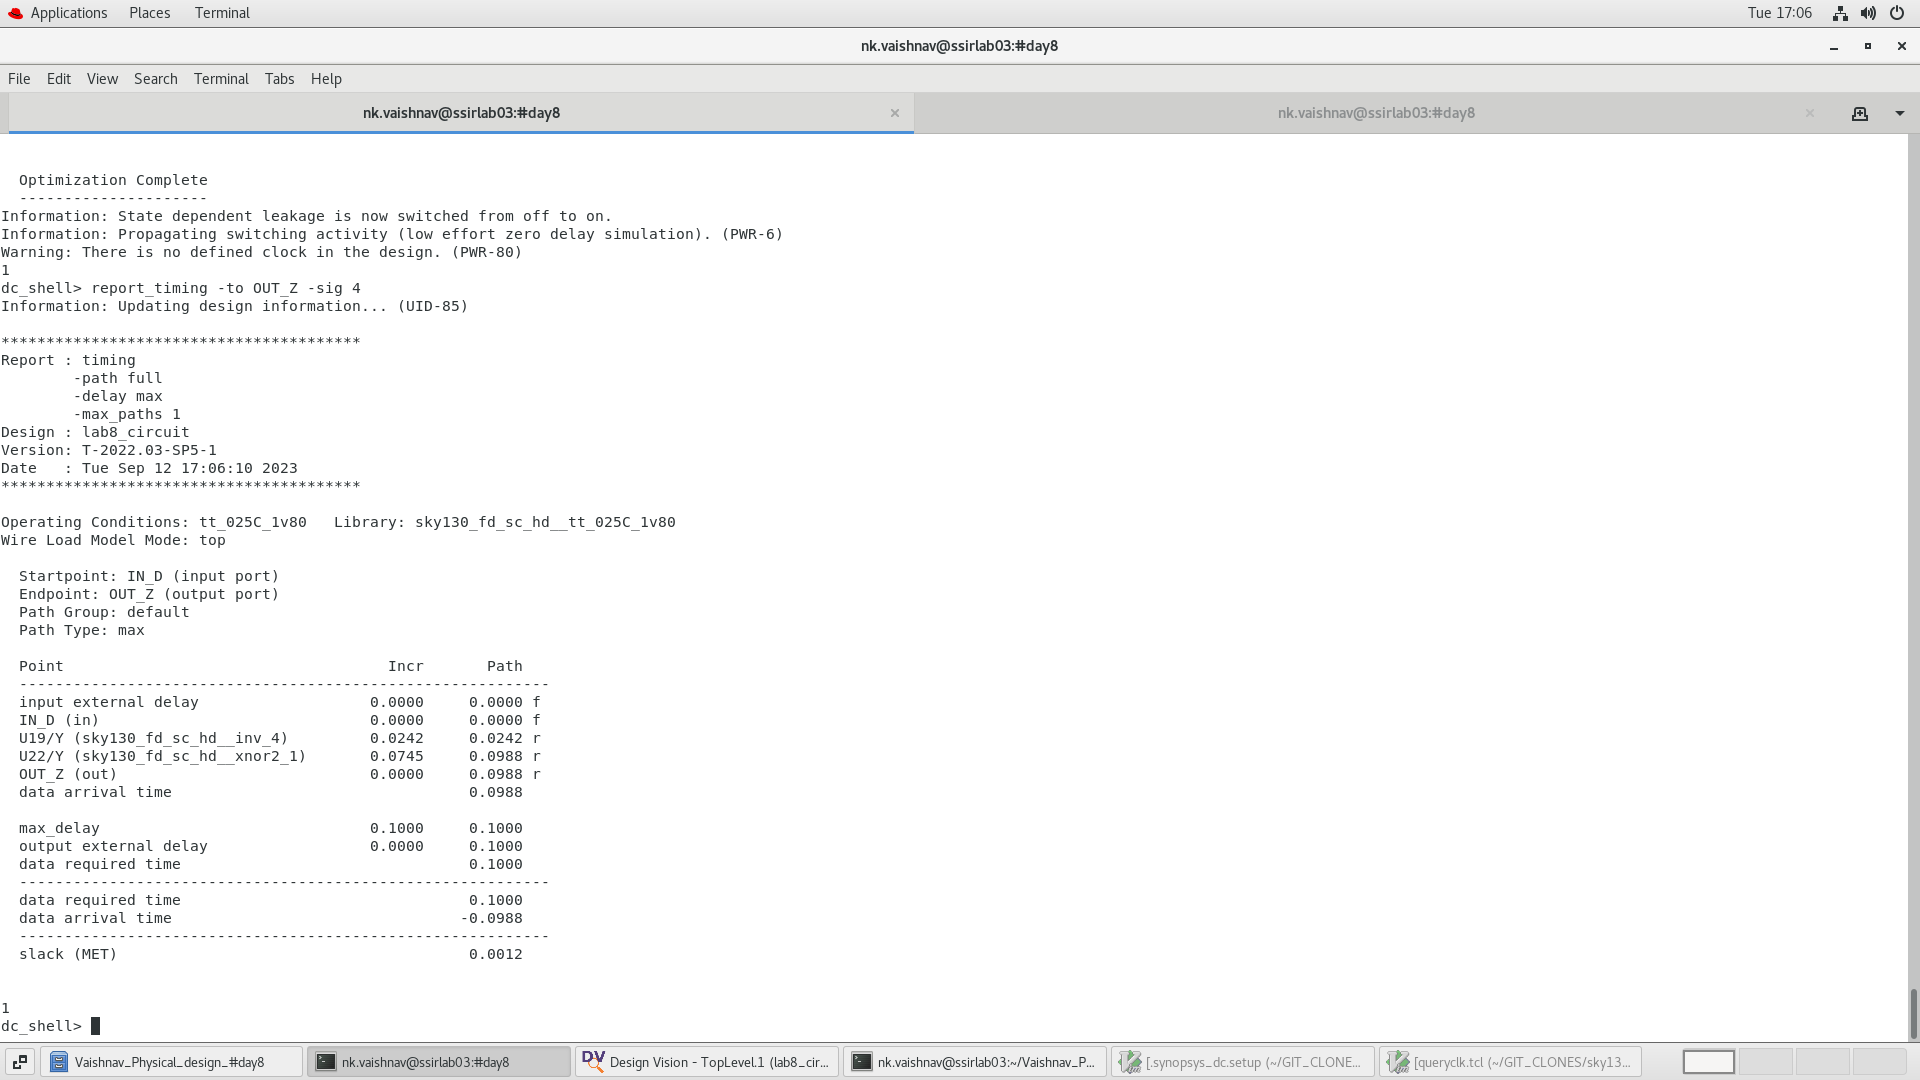 Applications Places Terminal Tue 17:06
nk.vaishnav@ssirlab03:#day8
File Edit View Search Terminal Tabs Help
nk.vaishnav@ssirlab03:#day8 × nk.vaishnav@ssirlab03:#day8 ×
Optimization Complete
---------------------
Information: State dependent leakage is now switched from off to on.
Information: Propagating switching activity (low effort zero delay simulation). (PWR-6)
Warning: There is no defined clock in the design. (PWR-80)
1
dc_shell> report_timing -to OUT_Z -sig 4
Information: Updating design information... (UID-85)
****************************************
Report : timing
-path full
-delay max
-max_paths 1
Design : lab8_circuit
Version: T-2022.03-SP5-1
Date   : Tue Sep 12 17:06:10 2023
****************************************
Operating Conditions: tt_025C_1v80   Library: sky130_fd_sc_hd__tt_025C_1v80
Wire Load Model Mode: top
Startpoint: IN_D (input port)
Endpoint: OUT_Z (output port)
Path Group: default
Path Type: max
Point                                    Incr       Path
-----------------------------------------------------------
input external delay                   0.0000     0.0000 f
IN_D (in)                              0.0000     0.0000 f
U19/Y (sky130_fd_sc_hd__inv_4)         0.0242     0.0242 r
U22/Y (sky130_fd_sc_hd__xnor2_1)       0.0745     0.0988 r
OUT_Z (out)                            0.0000     0.0988 r
data arrival time                                 0.0988
max_delay                              0.1000     0.1000
output external delay                  0.0000     0.1000
data required time                                0.1000
-----------------------------------------------------------
data required time                                0.1000
data arrival time                                -0.0988
-----------------------------------------------------------
slack (MET)                                       0.0012
1
dc_shell>
Vaishnav_Physical_design_#day8 nk.vaishnav@ssirlab03:#day8 DV Design Vision - TopLevel.1 (lab8_cir... nk.vaishnav@ssirlab03:~/Vaishnav_P... [.synopsys_dc.setup (~/GIT_CLONE... [queryclk.tcl (~/GIT_CLONES/sky13...